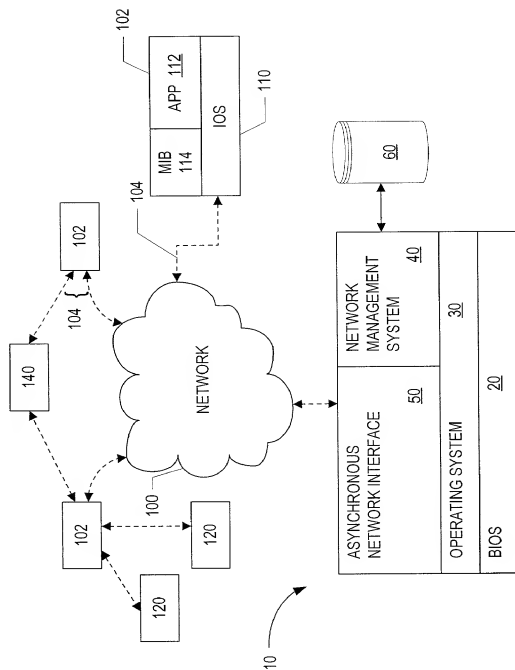 140
102
102
104
120
120
100
NETWORK
104
102
MIB
114
APP 112
IOS
110
10
ASYNCHRONOUS
NETWORK INTERFACE
50
NETWORK
MANAGEMENT
SYSTEM
40
60
OPERATING SYSTEM
30
BIOS
20